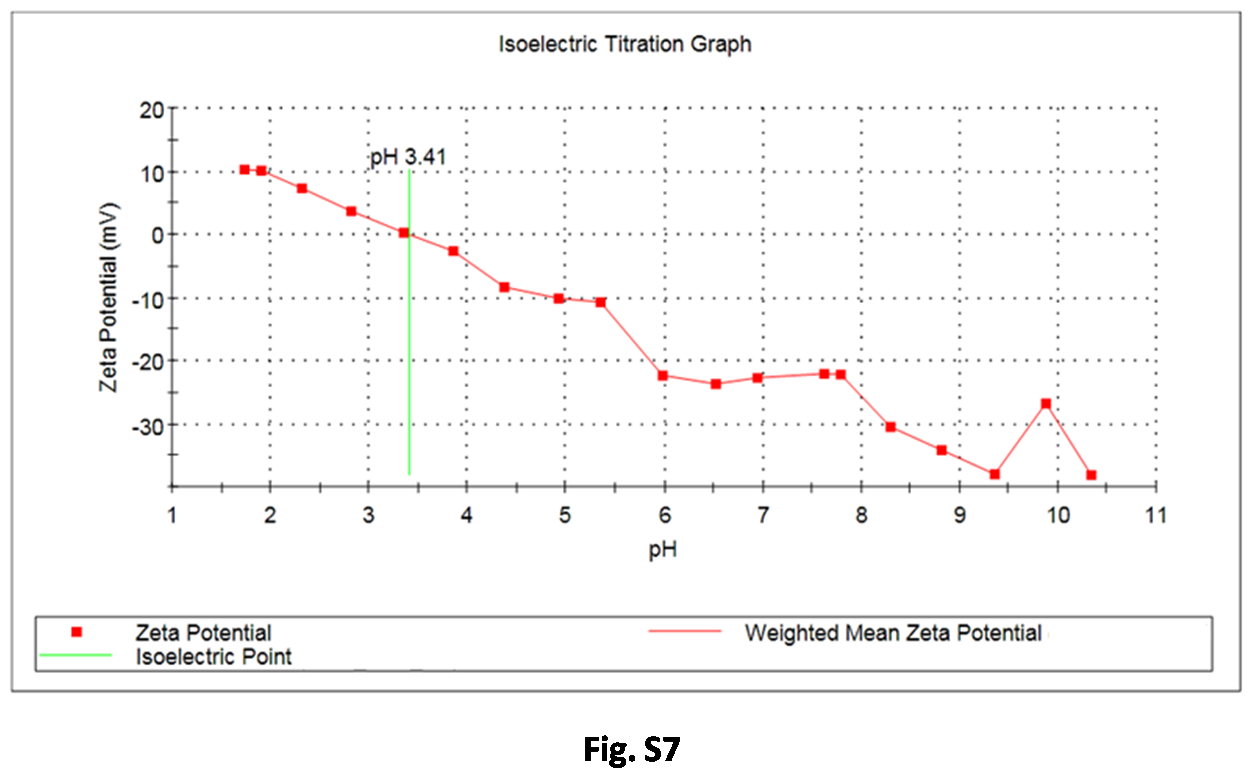 Isoelectric Titration Graph
20
pH 3.41
10
0
-10
-20
-30
Zeta Potential (mV)
1 2 3 4 5 6 7 8 9 10 11
pH
Zeta Potential Weighted Mean Zeta Potential
Isoelectric Point
Fig. S7